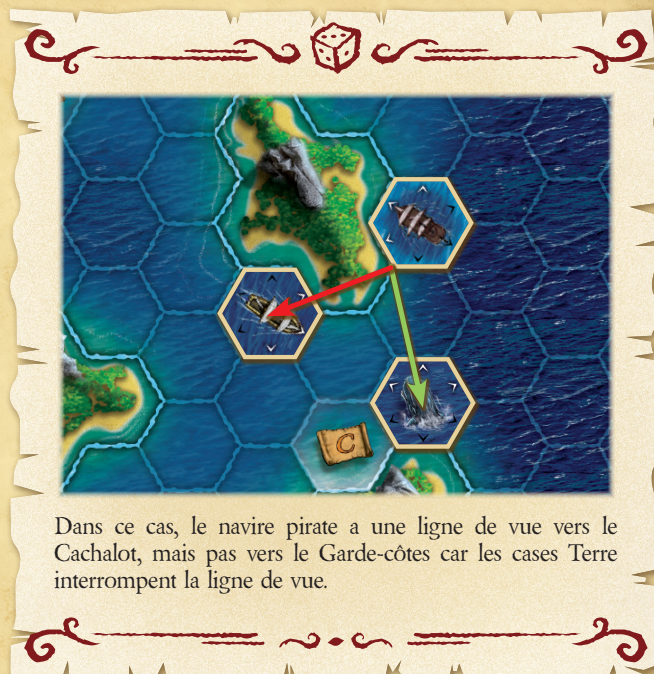 C
Dans ce cas, le navire pirate a une ligne de vue vers le
Cachalot, mais pas vers le Garde-côtes car les cases Terre
interrompent la ligne de vue.